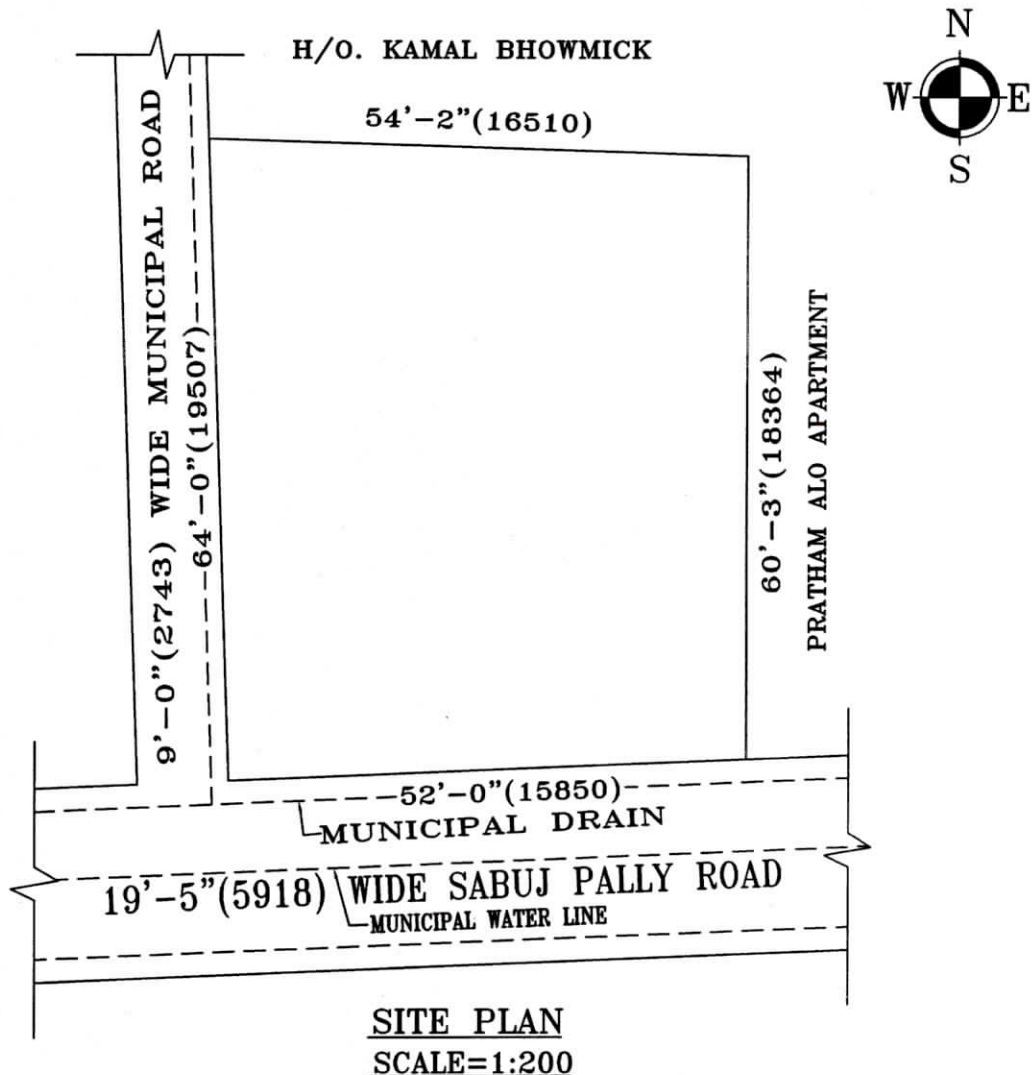 H/O. KAMAL BHOWMICK
N
W E
S
54'-2"(16510)
9'-0"(2743) WIDE MUNICIPAL ROAD
64'-0"(19507)
60'-3"(18364)
PRATHAM ALO APARTMENT
52'-0"(15850)
MUNICIPAL DRAIN
19'-5"(5918) WIDE SABUJ PALLY ROAD
MUNICIPAL WATER LINE
SITE PLAN
SCALE=1:200